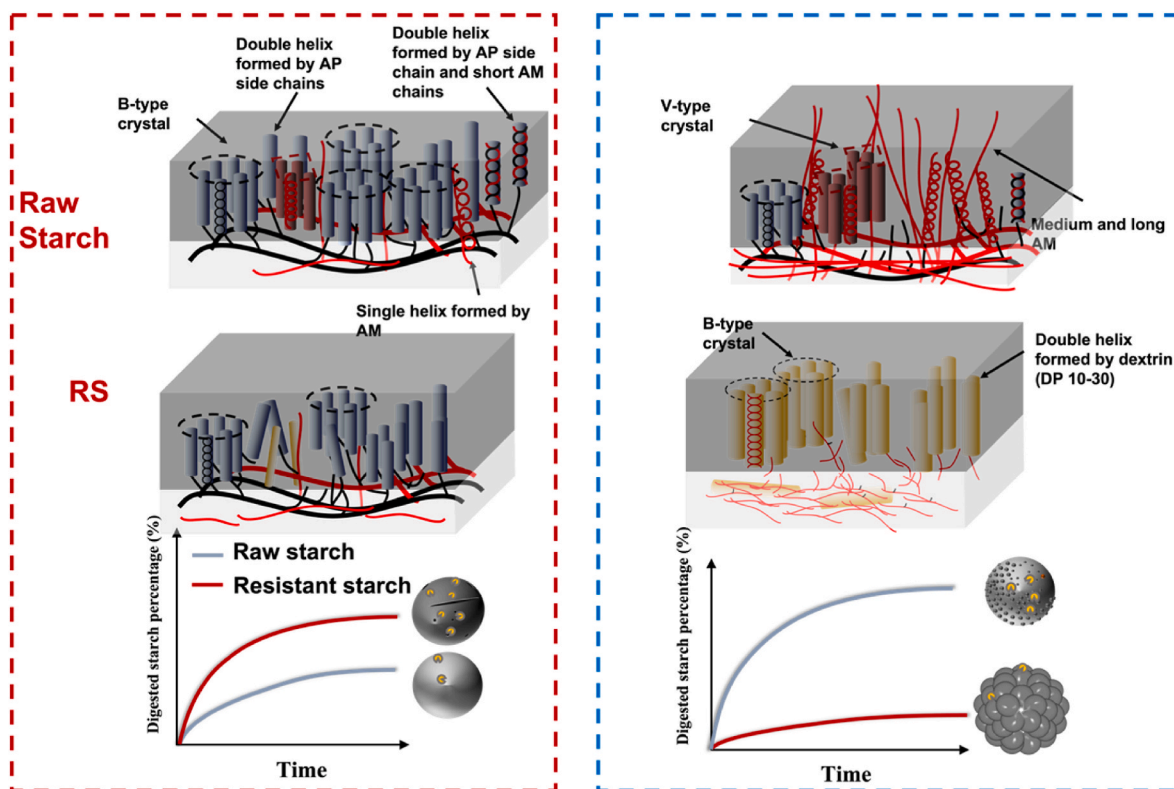 Double helix
formed by AP
side chains
Double helix
formed by AP side
chain and short AM
chains
B-type
crystal
Raw
Starch
Single helix formed by
AM
RS
Digested starch percentage (%)
Raw starch
Resistant starch
Time
V-type
crystal
Medium and long
AM
B-type
crystal
Double helix
formed by dextrin
(DP 10-30)
Digested starch percentage (%)
Time